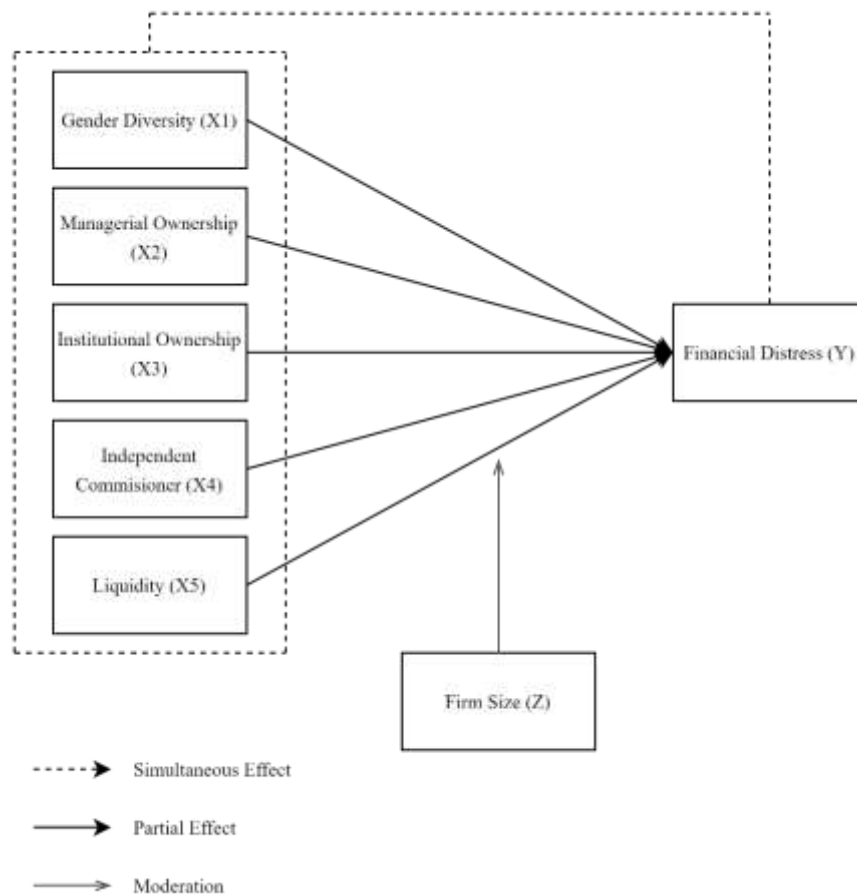 Gender Diversity (X1)
Managerial Ownership
(X2)
Institutional Ownership
(X3)
Financial Distress (Y)
Independent
Commisioner (X4)
Liquidity (X5)
Firm Size (Z)
Simultaneous Effect
Partial Effect
Moderation